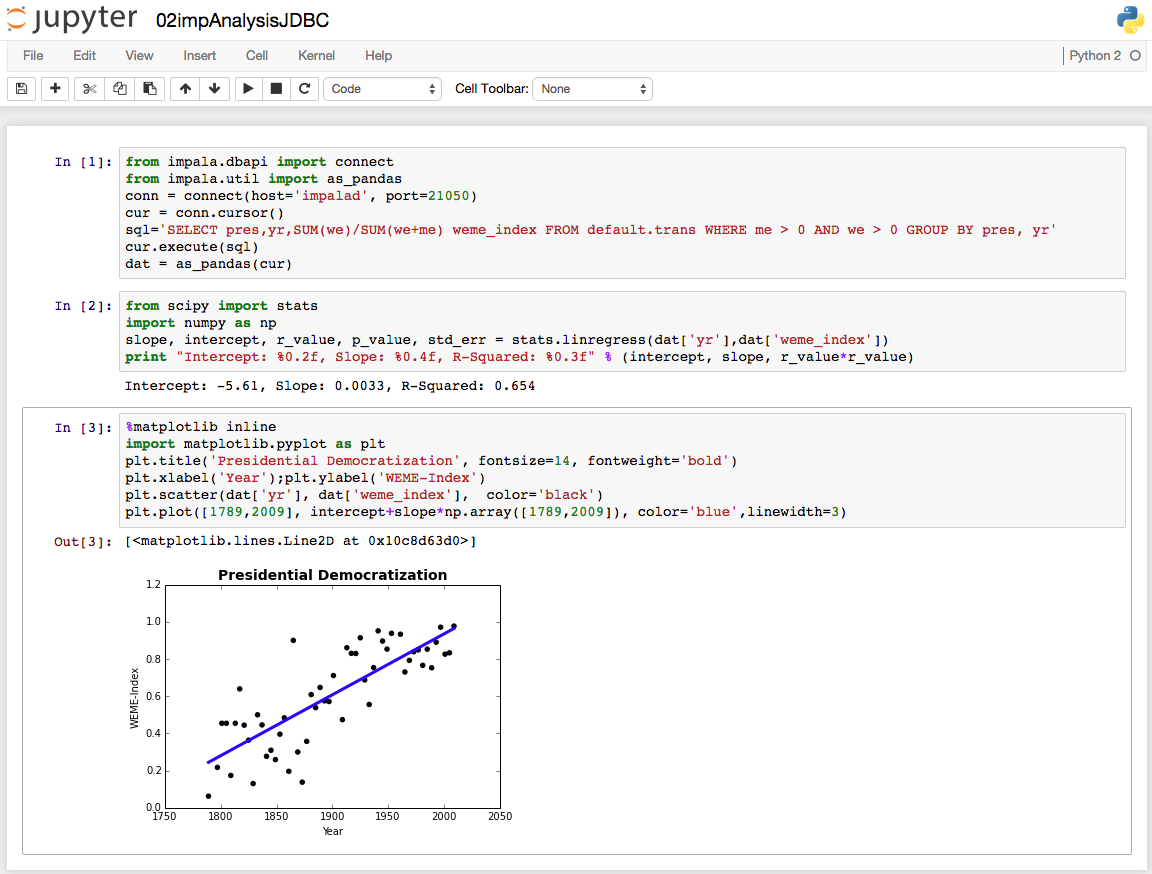 jupyter 02impAnalysisJDBC
File Edit View Insert Cell Kernel Help Python 2
Code Cell Toolbar: None
In [1]: from impala.dbapi import connect
from impala.util import as_pandas
conn = connect(host='impalad', port=21050)
cur = conn.cursor()
sql='SELECT pres,yr,SUM(we)/SUM(we+me) weme_index FROM default.trans WHERE me > 0 AND we > 0 GROUP BY pres, yr'
cur.execute(sql)
dat = as_pandas(cur)
In [2]: from scipy import stats
import numpy as np
slope, intercept, r_value, p_value, std_err = stats.linregress(dat['yr'],dat['weme_index'])
print "Intercept: %0.2f, Slope: %0.4f, R-Squared: %0.3f" % (intercept, slope, r_value*r_value)
Intercept: -5.61, Slope: 0.0033, R-Squared: 0.654
In [3]: %matplotlib inline
import matplotlib.pyplot as plt
plt.title('Presidential Democratization', fontsize=14, fontweight='bold')
plt.xlabel('Year');plt.ylabel('WEME-Index')
plt.scatter(dat['yr'], dat['weme_index'],  color='black')
plt.plot([1789,2009], intercept+slope*np.array([1789,2009]), color='blue',linewidth=3)
Out[3]: [<matplotlib.lines.Line2D at 0x10c8d63d0>]
Presidential Democratization
1.2
1.0
0.8
0.6
0.4
0.2
0.0
WEME-Index
1750 1800 1850 1900 1950 2000 2050
Year